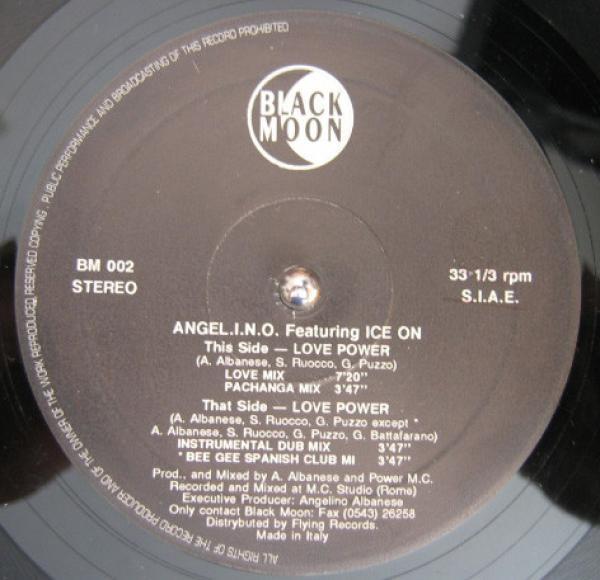 ALL RIGHTS OF THE RECORD PRODUCER AND OF THE OWNER OF THE WORK REPRODUCED RESERVED COPYING . PUBLIC PERFORMANCE AND BROADCASTING OF THIS RECORD PROHIBITED
BLACK
MOON
BM 002
STEREO
33 1/3 rpm
S.I.A.E.
ANGEL.I.N.O. Featuring ICE ON
This Side — LOVE POWER
(A. Albanese, S. Ruocco, G. Puzzo)
LOVE MIX 7'20"
PACHANGA MIX 3'47"
That Side — LOVE POWER
(A. Albanese, S. Ruocco, G. Puzzo except *
A. Albanese, S. Ruocco, G. Puzzo, G. Battafarano)
INSTRUMENTAL DUB MIX 3'47"
* BEE GEE SPANISH CLUB MI 3'47"
Prod., and Mixed by A. Albanese and Power M.C.
Recorded and Mixed at M.C. Studio (Rome)
Executive Producer: Angelino Albanese
Only contact Black Moon: Fax (0543) 26258
Distrybuted by Flying Records.
Made in Italy